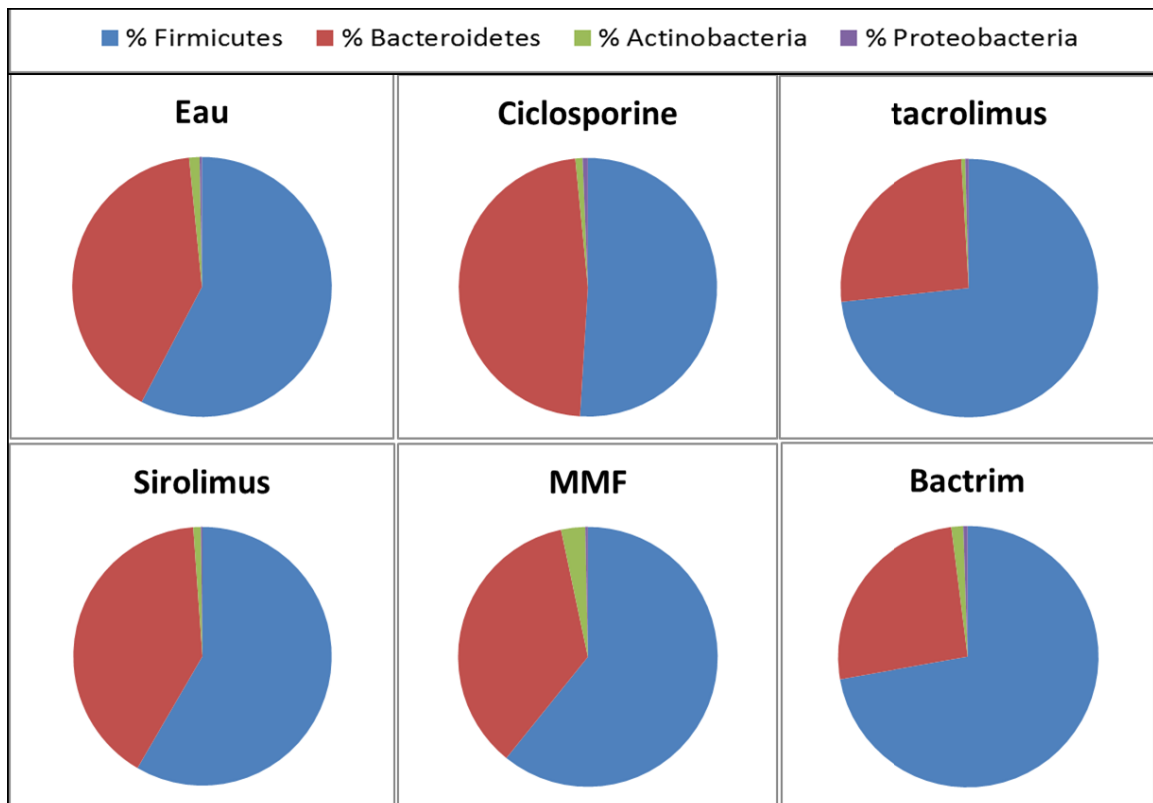 % Firmicutes % Bacteroidetes % Actinobacteria % Proteobacteria
Eau
Ciclosporine
tacrolimus
Sirolimus
MMF
Bactrim